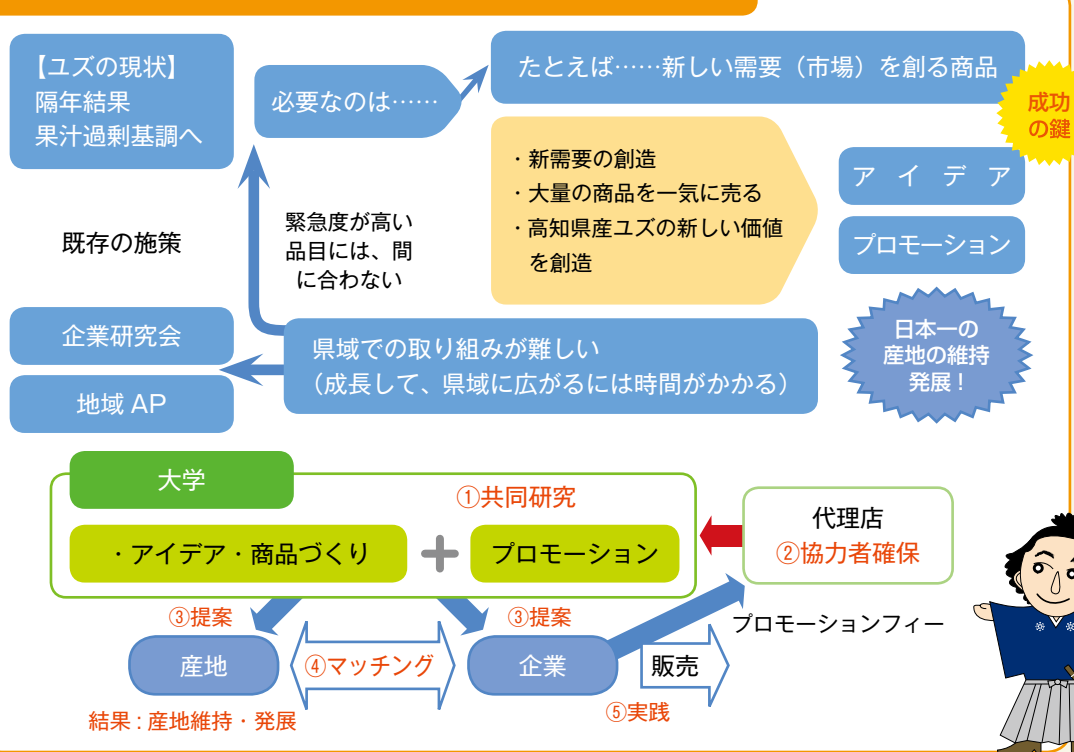 【ユズの現状】
隔年結果
果汁過剰基調へ
必要なのは……
たとえば……新しい需要（市場）を創る商品
成功
の鍵
・新需要の創造
・大量の商品を一気に売る
・高知県産ユズの新しい価値
を創造
ア イ デ ア
プロモーション
既存の施策
緊急度が高い
品目には、間
に合わない
企業研究会
地域 AP
県域での取り組みが難しい
（成長して、県域に広がるには時間がかかる）
日本一の
産地の維持
発展！
大学
①共同研究
・アイデア・商品づくり
プロモーション
代理店
②協力者確保
③提案
③提案
プロモーションフィー
産地
④マッチング
企業
販売
⑤実践
結果 : 産地維持・発展